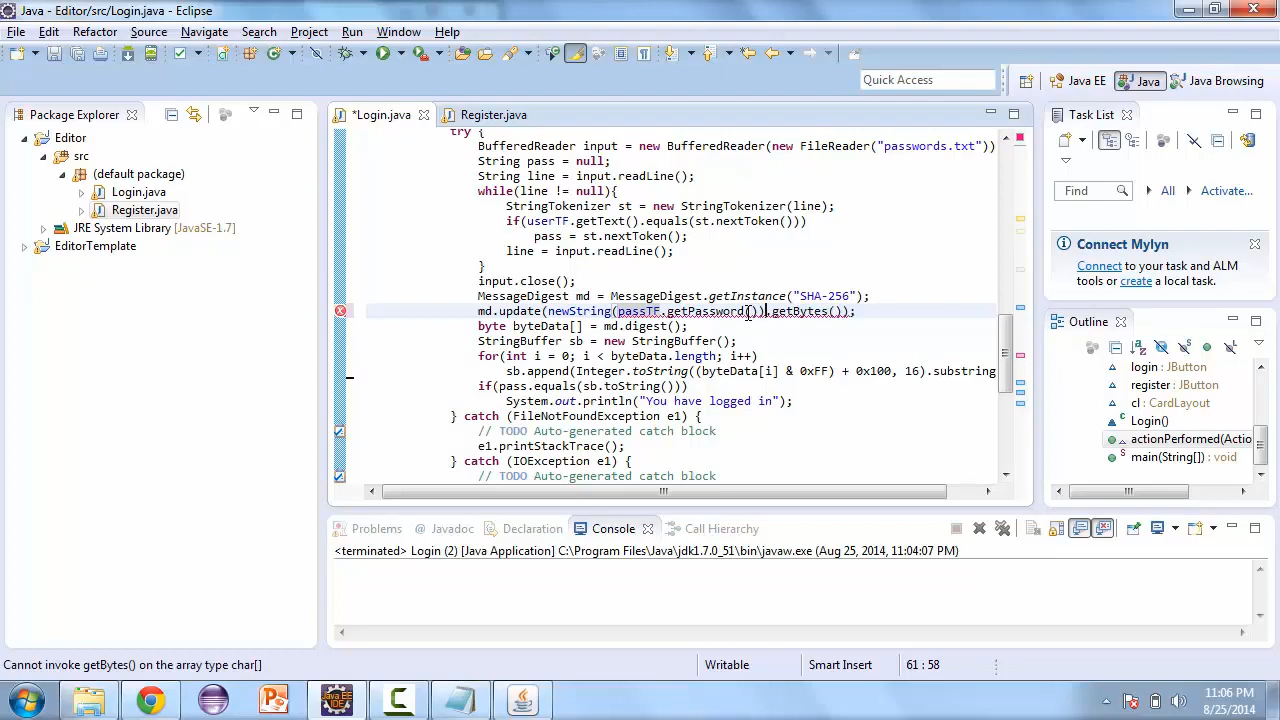 Java - Editor/src/Login.java - Eclipse
File Edit Refactor Source Navigate Search Project Run Window Help
Quick Access
Java EE
Java
Java Browsing
Package Explorer
Editor
src
(default package)
Login.java
Register.java
JRE System Library [JavaSE-1.7]
EditorTemplate
*Login.java
Register.java
try {
BufferedReader input = new BufferedReader(new FileReader("passwords.txt"))
String pass = null;
String line = input.readLine();
while(line != null){
StringTokenizer st = new StringTokenizer(line);
if(userTF.getText().equals(st.nextToken()))
pass = st.nextToken();
line = input.readLine();
}
input.close();
MessageDigest md = MessageDigest.getInstance("SHA-256");
md.update(newString(passTF.getPassword()).getBytes());
byte byteData[] = md.digest();
StringBuffer sb = new StringBuffer();
for(int i = 0; i < byteData.length; i++)
sb.append(Integer.toString((byteData[i] & 0xFF) + 0x100, 16).substring
if(pass.equals(sb.toString()))
System.out.println("You have logged in");
} catch (FileNotFoundException e1) {
// TODO Auto-generated catch block
e1.printStackTrace();
} catch (IOException e1) {
// TODO Auto-generated catch block
Task List
Find
All
Activate...
Connect Mylyn
Connect to your task and ALM
tools or create a local task.
Outline
login : JButton
register : JButton
cl : CardLayout
Login()
actionPerformed(Actio
main(String[]) : void
Problems
Javadoc
Declaration
Console
Call Hierarchy
<terminated> Login (2) [Java Application] C:\Program Files\Java\jdk1.7.0_51\bin\javaw.exe (Aug 25, 2014, 11:04:07 PM)
Cannot invoke getBytes() on the array type char[]
Writable
Smart Insert
61 : 58
11:06 PM
8/25/2014